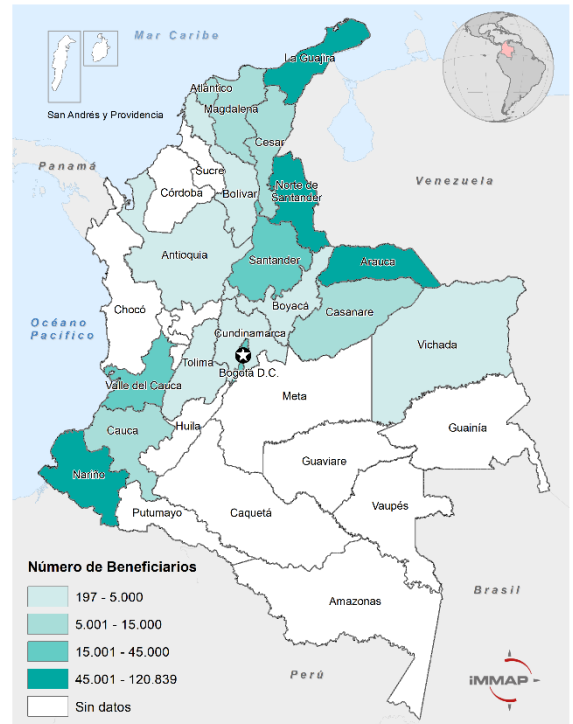 Mar Caribe
La Guajira
San Andrés y Providencia
Atlántico
Magdalena
Cesar
Panamá
Sucre
Córdoba
Bolivar
Norte de
Santander
Venezuela
Antioquia
Santander
Arauca
Chocó
Boyacá
Casanare
Océano
Pacífico
Cundinamarca
Vichada
Tolima
Bogotá D.C.
Valle del Cauca
Meta
Cauca
Huila
Guainía
Guaviare
Nariño
Vaupés
Putumayo
Caquetá
Amazonas
Brasil
Perú
Número de Beneficiarios
197 - 5.000
5.001 - 15.000
15.001 - 45.000
45.001 - 120.839
Sin datos
iMMAP